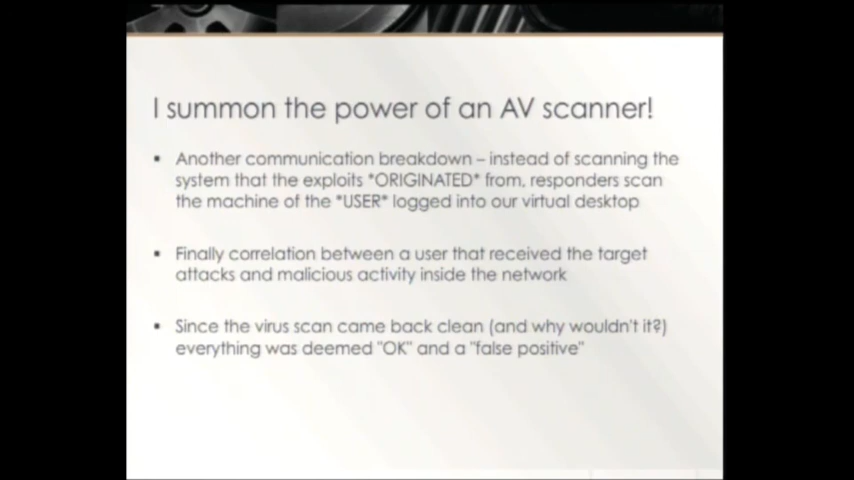 I summon the power of an AV scanner!
▪ Another communication breakdown – instead of scanning the
system that the exploits *ORIGINATED* from, responders scan
the machine of the *USER* logged into our virtual desktop
▪ Finally correlation between a user that received the target
attacks and malicious activity inside the network
▪ Since the virus scan came back clean (and why wouldn't it?)
everything was deemed "OK" and a "false positive"